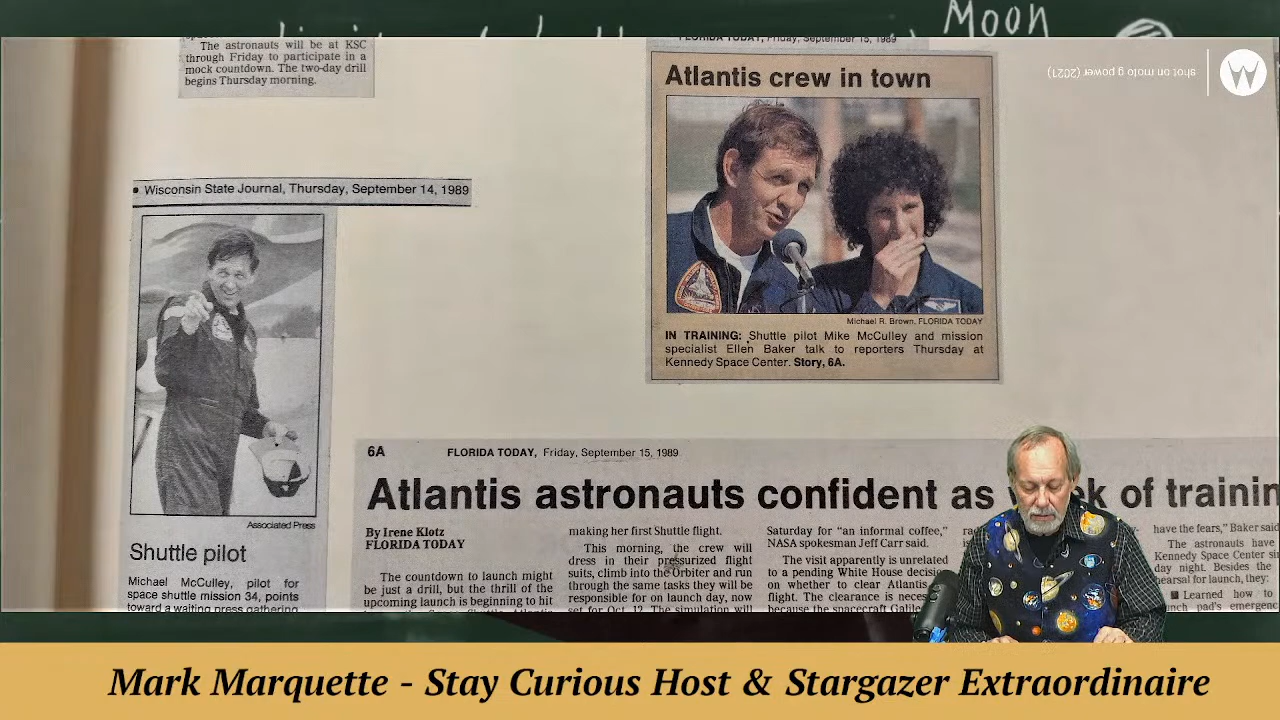 Moon
The astronauts will be at KSC
through Friday to participate in a
mock countdown. The two-day drill
begins Thursday morning.
FLORIDA TODAY, Friday, September 15, 1989
Atlantis crew in town
shot on moto g power (2021)
Wisconsin State Journal, Thursday, September 14, 1989
Michael R. Brown, FLORIDA TODAY
IN TRAINING: Shuttle pilot Mike McCulley and mission
specialist Ellen Baker talk to reporters Thursday at
Kennedy Space Center. Story, 6A.
Associated Press
Shuttle pilot
Michael McCulley, pilot for
space shuttle mission 34, points
toward a waiting press gathering
6A FLORIDA TODAY, Friday, September 15, 1989
Atlantis astronauts confident as of trainin
By Irene Klotz
FLORIDA TODAY
The countdown to launch might
be just a drill, but the thrill of the
upcoming launch is beginning to hit
making her first Shuttle flight.
This morning, the crew will
dress in their pressurized flight
suits, climb into the Orbiter and run
through the same tasks they will be
responsible for on launch day, now
set for Oct. 12. The simulation will
Saturday for "an informal coffee,"
NASA spokesman Jeff Carr said.
The visit apparently is unrelated
to a pending White House decisio
on whether to clear Atlantis
flight. The clearance is neces
because the spacecraft Galile
have the fears," Baker said
The astronauts have
Kennedy Space Center si
day night. Besides the
hearsal for launch, they:
Learned how to
unch pad's emergenc
Mark Marquette - Stay Curious Host & Stargazer Extraordinaire